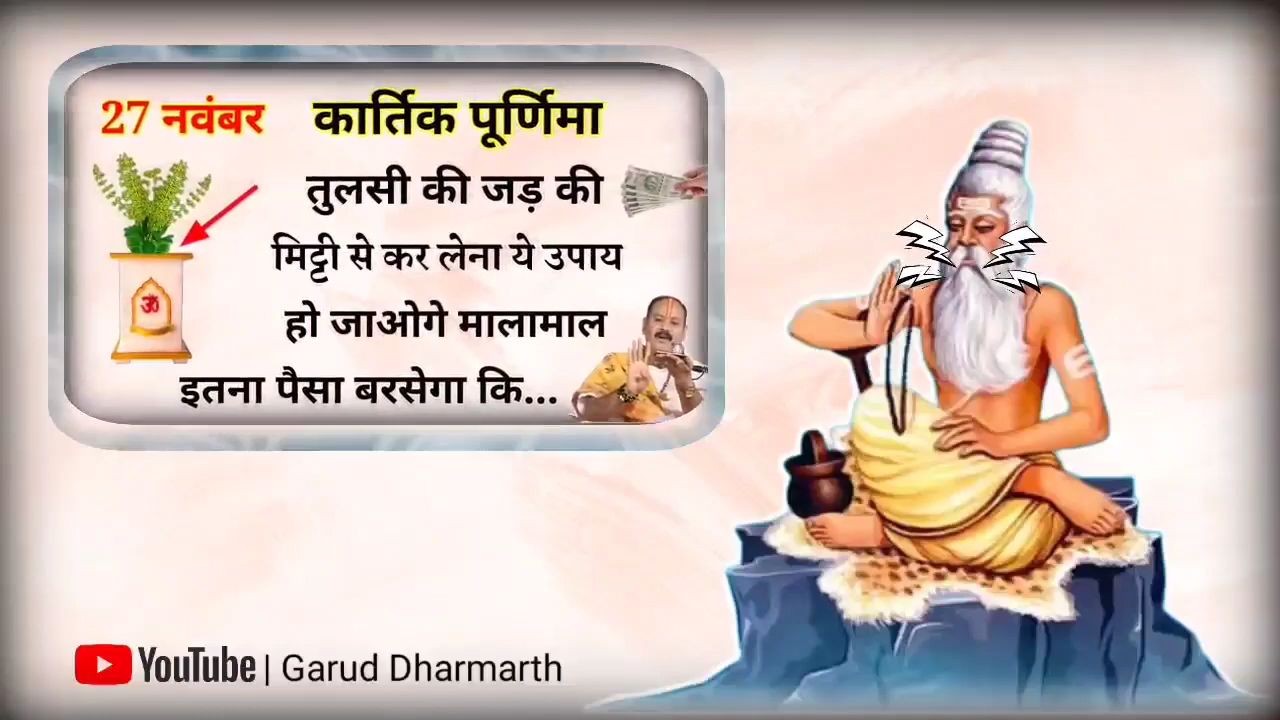 27 नवंबर कार्तिक पूर्णिमा
तुलसी की जड़ की
मिट्टी से कर लेना ये उपाय
हो जाओगे मालामाल
इतना पैसा बरसेगा कि...
ॐ
YouTube | Garud Dharmarth